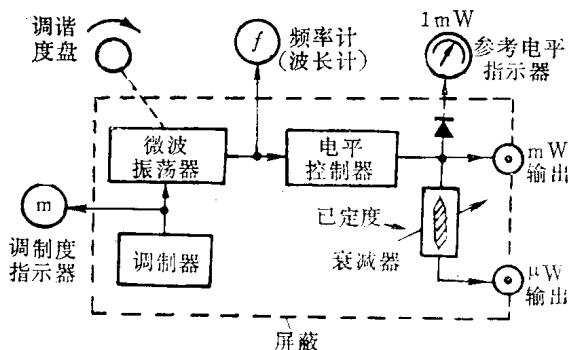 调谐
度盘
f
频率计
(波长计)
1mW
参考电平
指示器
微波
振荡器
电平
控制器
mW
输出
m
调制度
指示器
调制器
已定度
衰减器
μW
输出
屏蔽